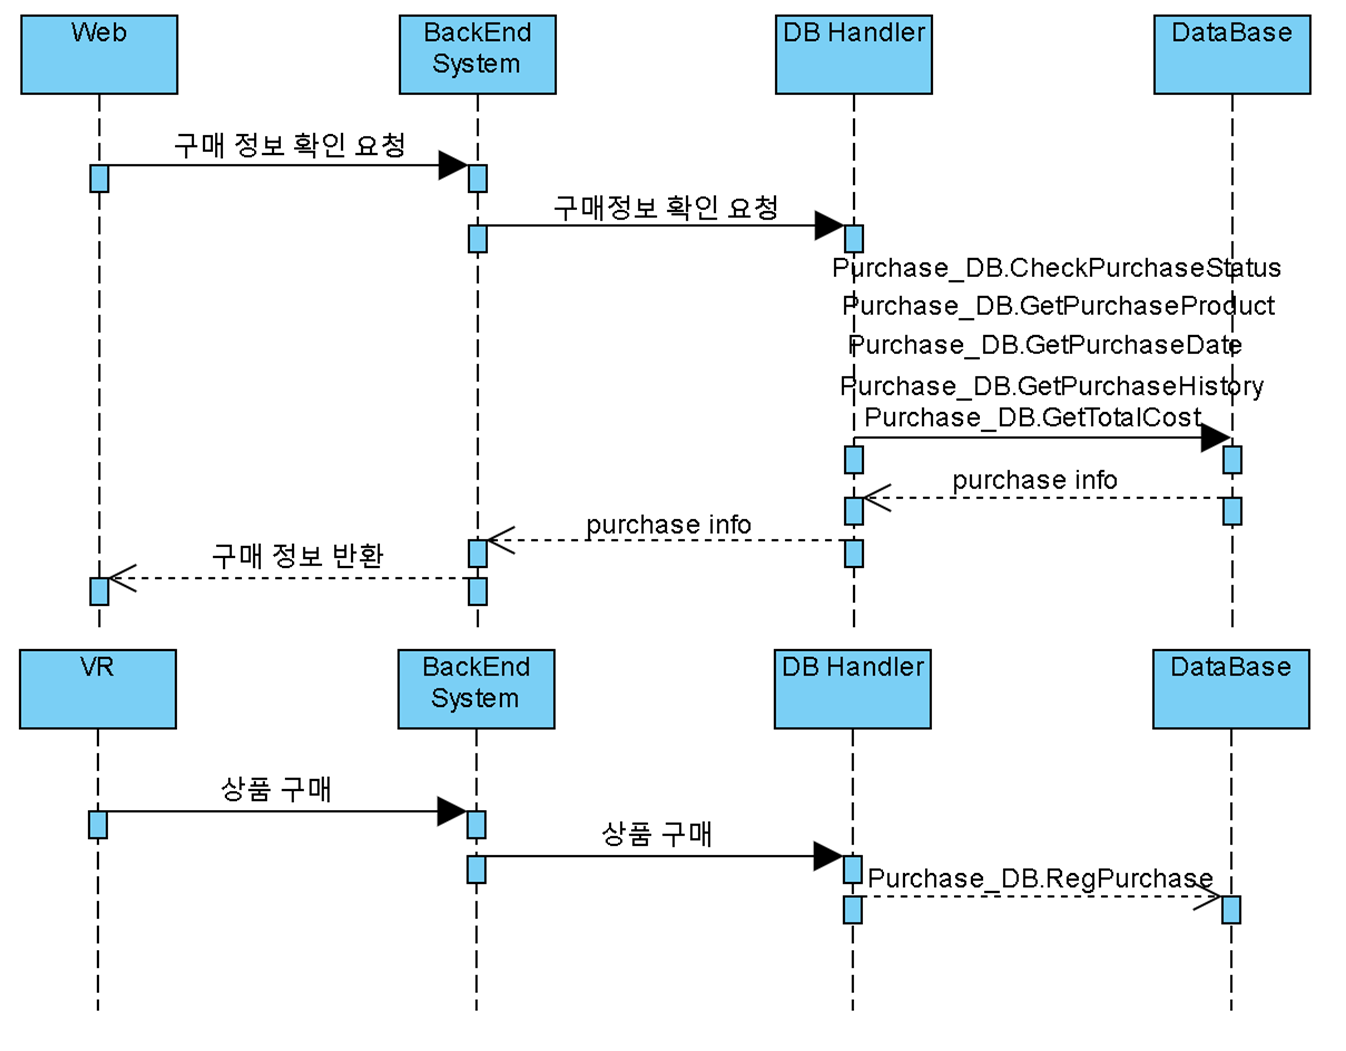 Web
BackEnd
System
DB Handler
DataBase
구매 정보 확인 요청
구매정보 확인 요청
Purchase_DB.CheckPurchaseStatus
Purchase_DB.GetPurchaseProduct
Purchase_DB.GetPurchaseDate
Purchase_DB.GetPurchaseHistory
Purchase_DB.GetTotalCost
purchase info
purchase info
구매 정보 반환
VR
BackEnd
System
DB Handler
DataBase
상품 구매
상품 구매
Purchase_DB.RegPurchase